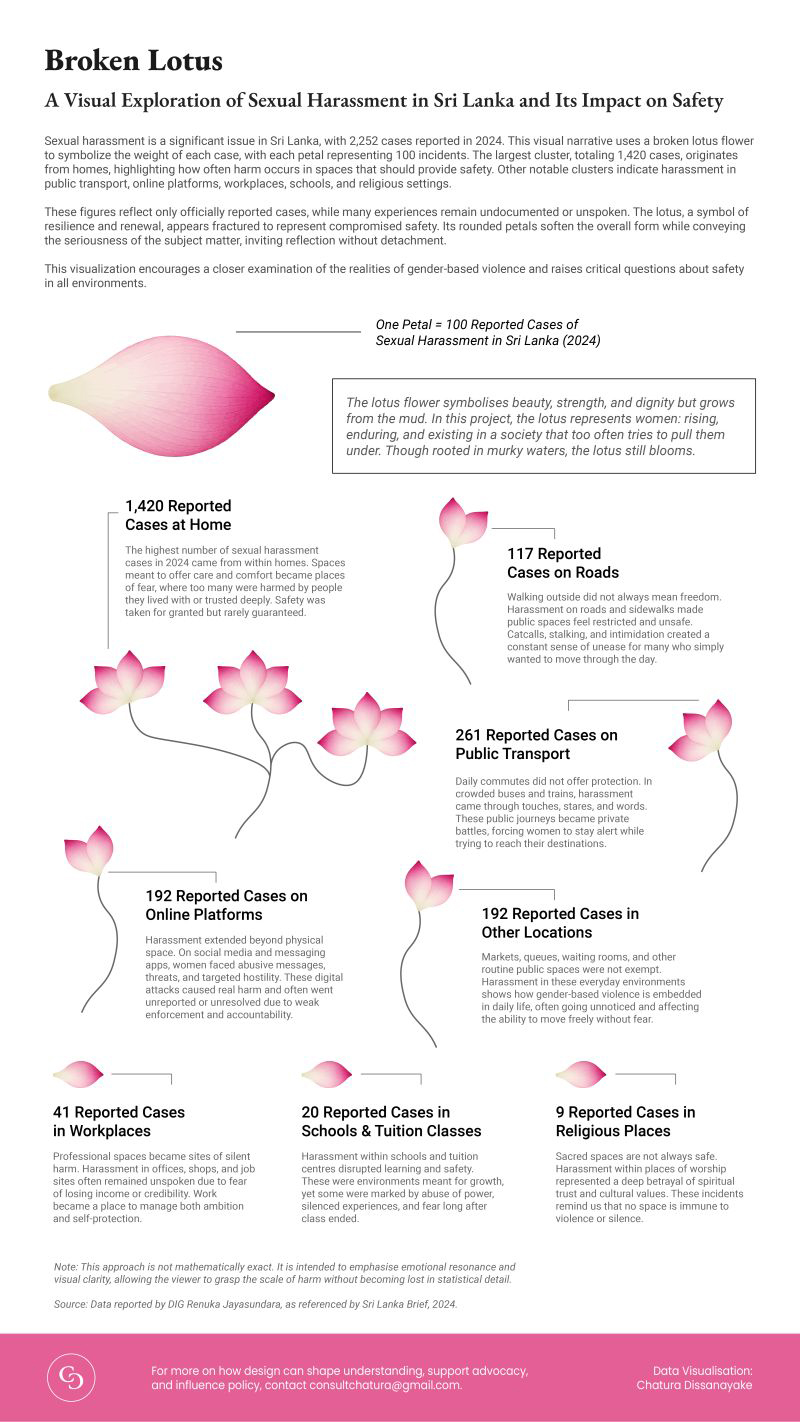 Broken Lotus
A Visual Exploration of Sexual Harassment in Sri Lanka and Its Impact on Safety
Sexual harassment is a significant issue in Sri Lanka, with 2,252 cases reported in 2024. This visual narrative uses a broken lotus flower
to symbolize the weight of each case, with each petal representing 100 incidents. The largest cluster, totaling 1,420 cases, originates
from homes, highlighting how often harm occurs in spaces that should provide safety. Other notable clusters indicate harassment in
public transport, online platforms, workplaces, schools, and religious settings.
These figures reflect only officially reported cases, while many experiences remain undocumented or unspoken. The lotus, a symbol of
resilience and renewal, appears fractured to represent compromised safety. Its rounded petals soften the overall form while conveying
the seriousness of the subject matter, inviting reflection without detachment.
This visualization encourages a closer examination of the realities of gender-based violence and raises critical questions about safety
in all environments.
One Petal = 100 Reported Cases of
Sexual Harassment in Sri Lanka (2024)
The lotus flower symbolises beauty, strength, and dignity but grows
from the mud. In this project, the lotus represents women: rising,
enduring, and existing in a society that too often tries to pull them
under. Though rooted in murky waters, the lotus still blooms.
1,420 Reported
Cases at Home
The highest number of sexual harassment
cases in 2024 came from within homes. Spaces
meant to offer care and comfort became places
of fear, where too many were harmed by people
they lived with or trusted deeply. Safety was
taken for granted but rarely guaranteed.
117 Reported
Cases on Roads
Walking outside did not always mean freedom.
Harassment on roads and sidewalks made
public spaces feel restricted and unsafe.
Catcalls, stalking, and intimidation created a
constant sense of unease for many who simply
wanted to move through the day.
261 Reported Cases on
Public Transport
Daily commutes did not offer protection. In
crowded buses and trains, harassment
came through touches, stares, and words.
These public journeys became private
battles, forcing women to stay alert while
trying to reach their destinations.
192 Reported Cases on
Online Platforms
Harassment extended beyond physical
space. On social media and messaging
apps, women faced abusive messages,
threats, and targeted hostility. These digital
attacks caused real harm and often went
unreported or unresolved due to weak
enforcement and accountability.
192 Reported Cases in
Other Locations
Markets, queues, waiting rooms, and other
routine public spaces were not exempt.
Harassment in these everyday environments
shows how gender-based violence is embedded
in daily life, often going unnoticed and affecting
the ability to move freely without fear.
41 Reported Cases
in Workplaces
Professional spaces became sites of silent
harm. Harassment in offices, shops, and job
sites often remained unspoken due to fear
of losing income or credibility. Work
became a place to manage both ambition
and self-protection.
20 Reported Cases in
Schools & Tuition Classes
Harassment within schools and tuition
centres disrupted learning and safety.
These were environments meant for growth,
yet some were marked by abuse of power,
silenced experiences, and fear long after
class ended.
9 Reported Cases in
Religious Places
Sacred spaces are not always safe.
Harassment within places of worship
represented a deep betrayal of spiritual
trust and cultural values. These incidents
remind us that no space is immune to
violence or silence.
Note: This approach is not mathematically exact. It is intended to emphasise emotional resonance and
visual clarity, allowing the viewer to grasp the scale of harm without becoming lost in statistical detail.
Source: Data reported by DIG Renuka Jayasundara, as referenced by Sri Lanka Brief, 2024.
For more on how design can shape understanding, support advocacy,
and influence policy, contact consultchatura@gmail.com.
Data Visualisation:
Chatura Dissanayake